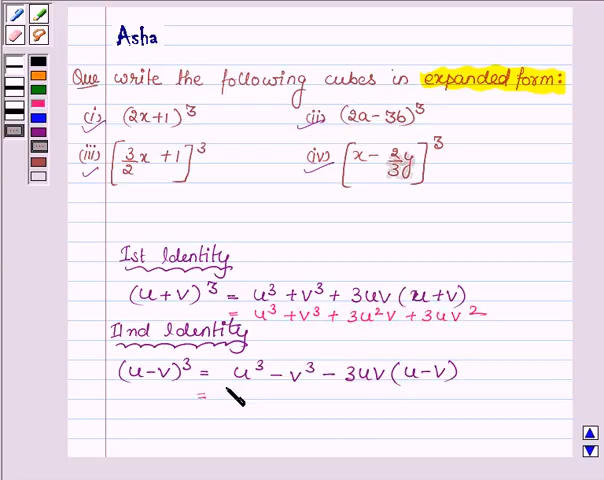 Asha
Que write the following cubes in expanded form:
(i) (2x+1)³ (ii) (2a-3b)³
(iii) [3/2 x + 1]³ (iv) [x - 2/3 y]³
Ist Identity
(u+v)³ = u³ + v³ + 3uv(u+v)
= u³ + v³ + 3u²v + 3uv²
IInd Identity
(u-v)³ = u³ - v³ - 3uv(u-v)
=